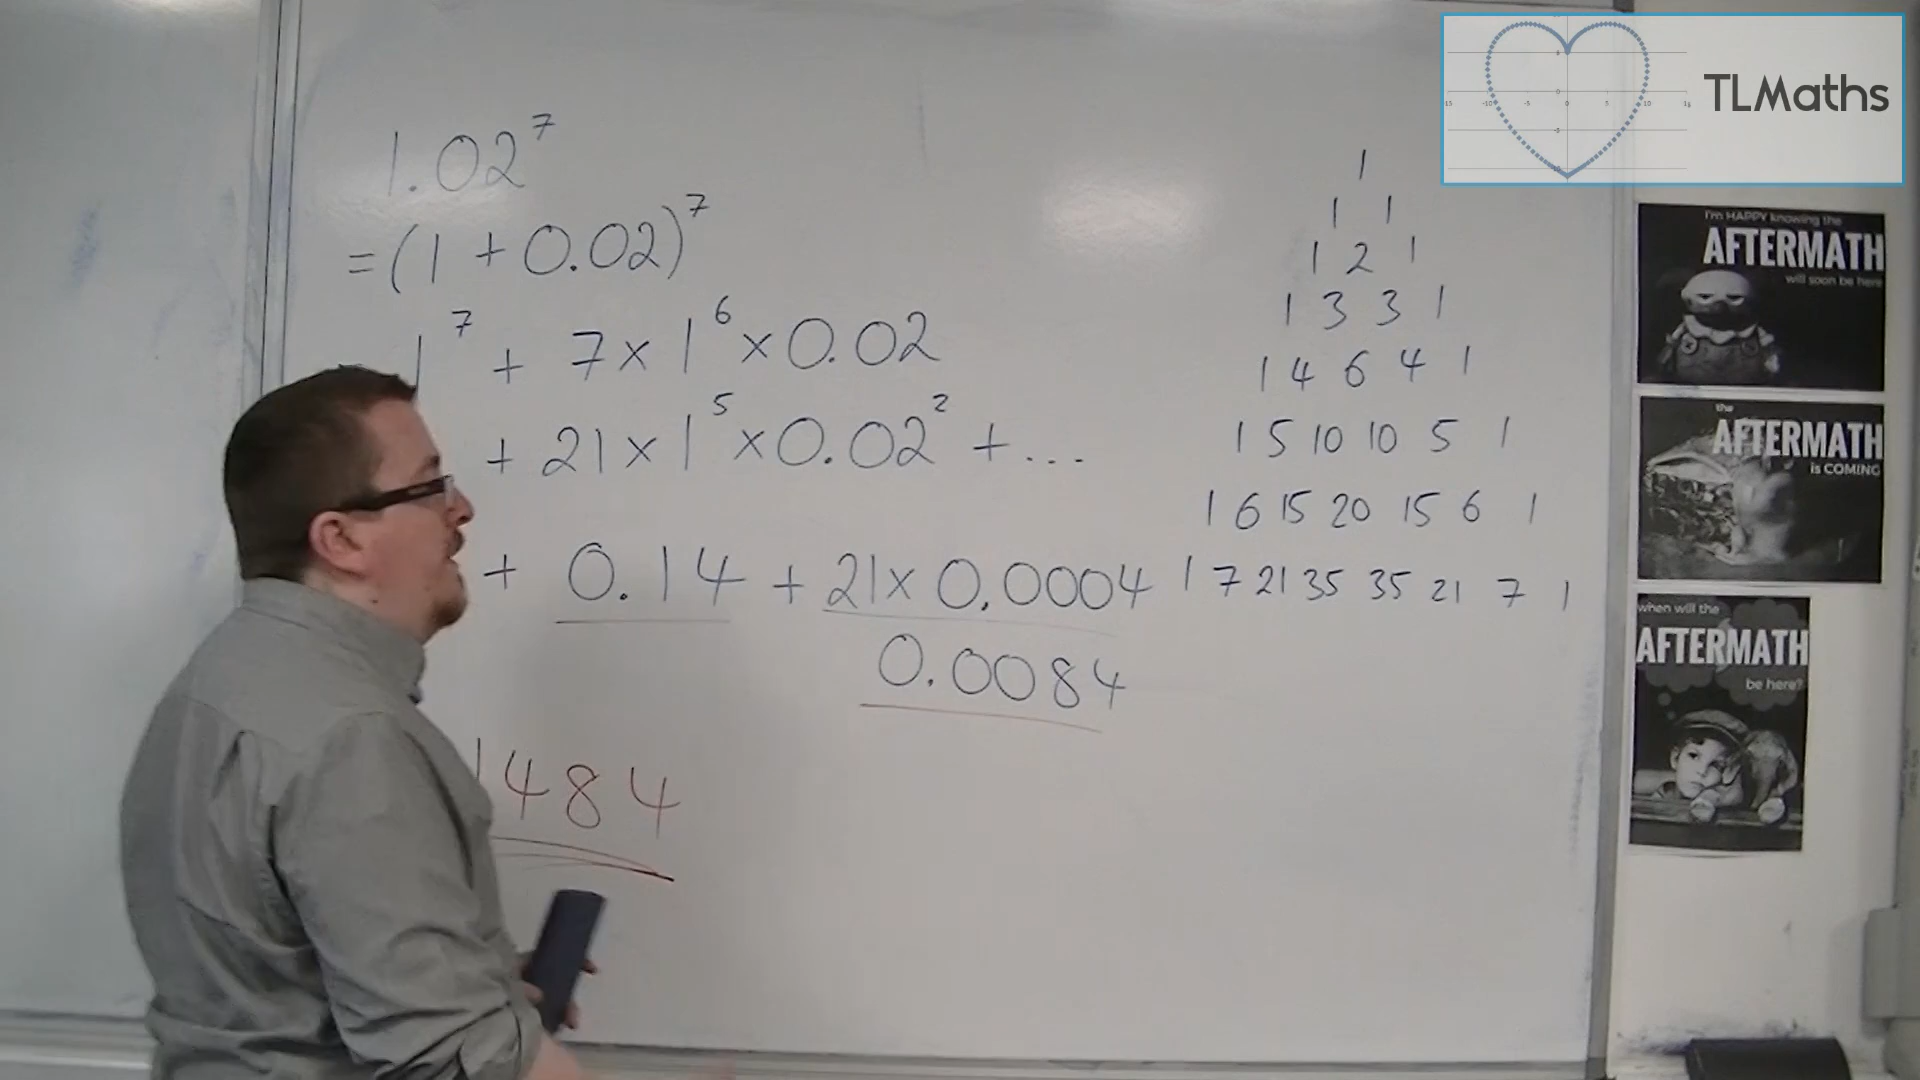 1.02⁷
= (1 + 0.02)⁷
1⁷ + 7 × 1⁶ × 0.02
+ 21 × 1⁵ × 0.02² + ...
+ 0.14 + 21 × 0.0004
0.0084
1484
1
1 1
1 2 1
1 3 3 1
1 4 6 4 1
1 5 10 10 5 1
1 6 15 20 15 6 1
1 7 21 35 35 21 7 1
TLMaths
I'm HAPPY knowing the
AFTERMATH
will soon be here
the
AFTERMATH
is COMING
when will the
AFTERMATH
be here?